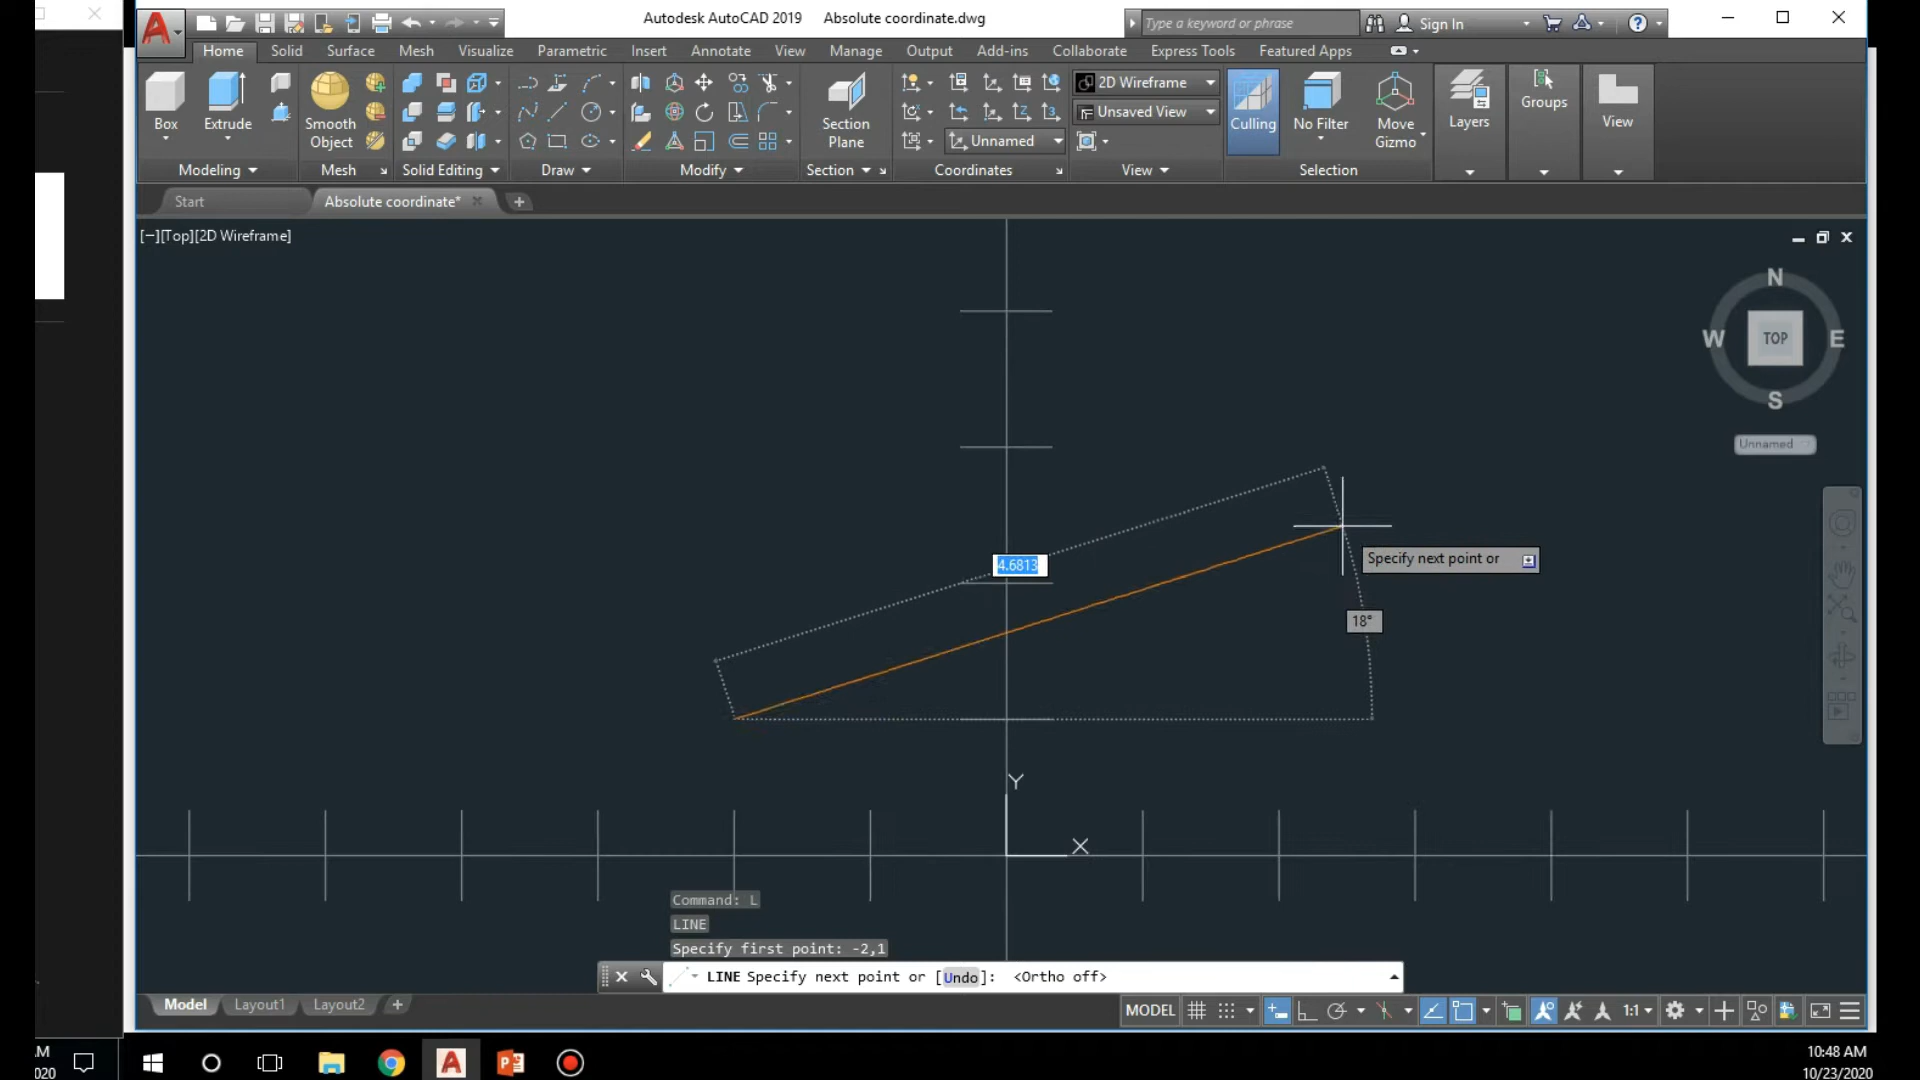 Autodesk AutoCAD 2019 Absolute coordinate.dwg
Type a keyword or phrase
Sign In
Home Solid Surface Mesh Visualize Parametric Insert Annotate View Manage Output Add-ins Collaborate Express Tools Featured Apps
Box
Extrude
Smooth
Object
Section
Plane
Unnamed
2D Wireframe
Unsaved View
Culling
No Filter
Move
Gizmo
Layers
Groups
View
Modeling Mesh Solid Editing Draw Modify Section Coordinates View Selection
Start
Absolute coordinate*
[−][Top][2D Wireframe]
N
W TOP E
S
Unnamed
4.6813
Specify next point or
18°
Y
X
Command: L
LINE
Specify first point: -2,1
LINE Specify next point or [Undo]: <Ortho off>
Model Layout1 Layout2
MODEL
1:1
10:48 AM
10/23/2020